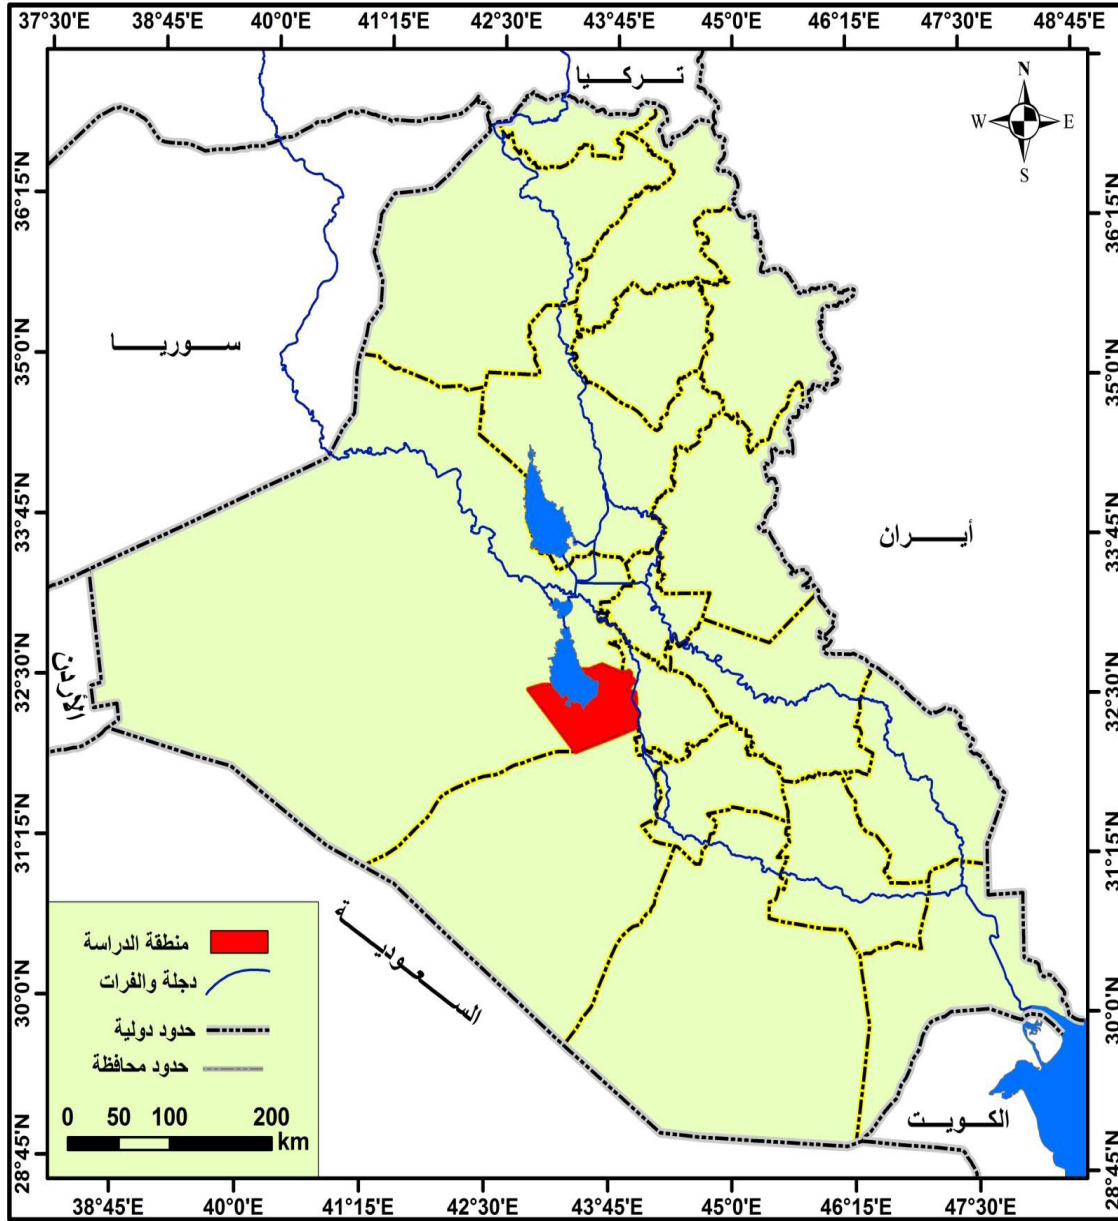 37°30'E 38°45'E 40°0'E 41°15'E 42°30'E 43°45'E 45°0'E 46°15'E 47°30'E 48°45'E
تـركـيـا
N
W E
S
36°15'N
36°15'N
سـوريـا
35°0'N
35°0'N
33°45'N
أيـران
33°45'N
32°30'N
الأردن
32°30'N
31°15'N
31°15'N
السـعـوديـة
منطقة الدراسة
دجلة والفرات
30°0'N
30°0'N
حدود دولية
حدود محافظة
0 50 100 200
km
الكـويـت
28°45'N
28°45'N
38°45'E 40°0'E 41°15'E 42°30'E 43°45'E 45°0'E 46°15'E 47°30'E